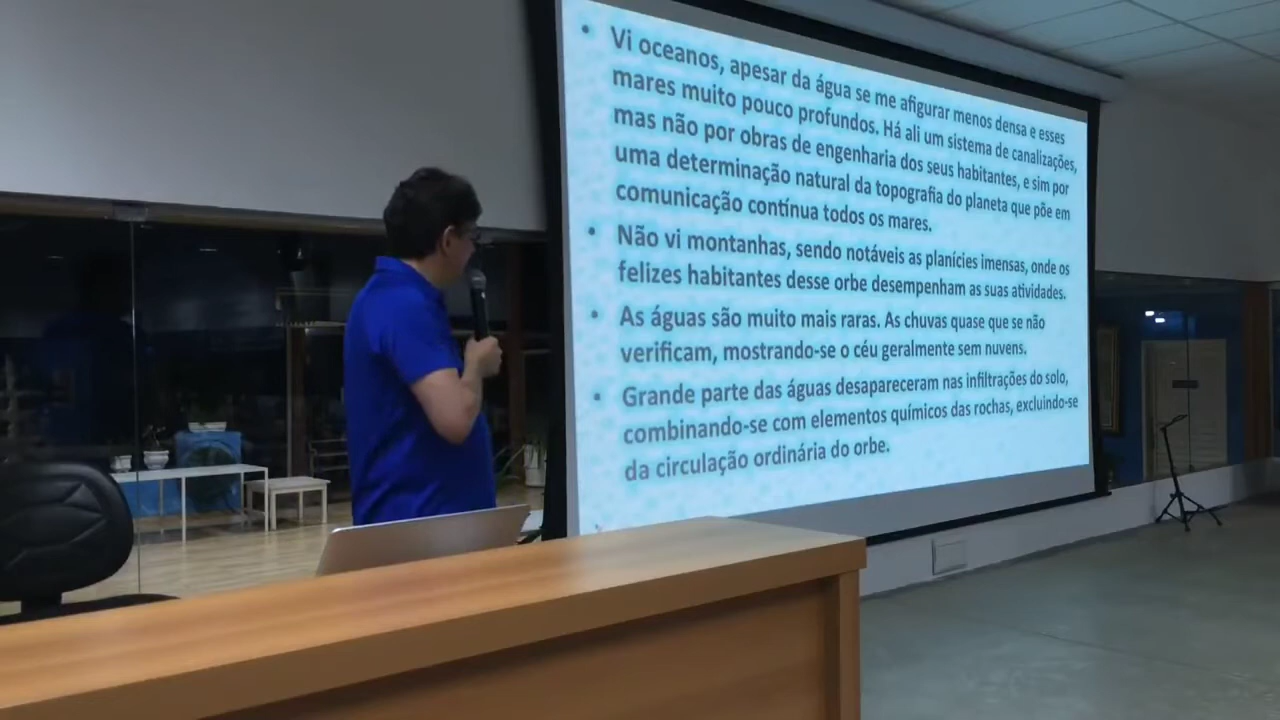 • Vi oceanos, apesar da água se me afigurar menos densa e esses
mares muito pouco profundos. Há ali um sistema de canalizações,
mas não por obras de engenharia dos seus habitantes, e sim por
uma determinação natural da topografia do planeta que põe em
comunicação contínua todos os mares.
• Não vi montanhas, sendo notáveis as planícies imensas, onde os
felizes habitantes desse orbe desempenham as suas atividades.
• As águas são muito mais raras. As chuvas quase que se não
verificam, mostrando-se o céu geralmente sem nuvens.
• Grande parte das águas desapareceram nas infiltrações do solo,
combinando-se com elementos químicos das rochas, excluindo-se
da circulação ordinária do orbe.